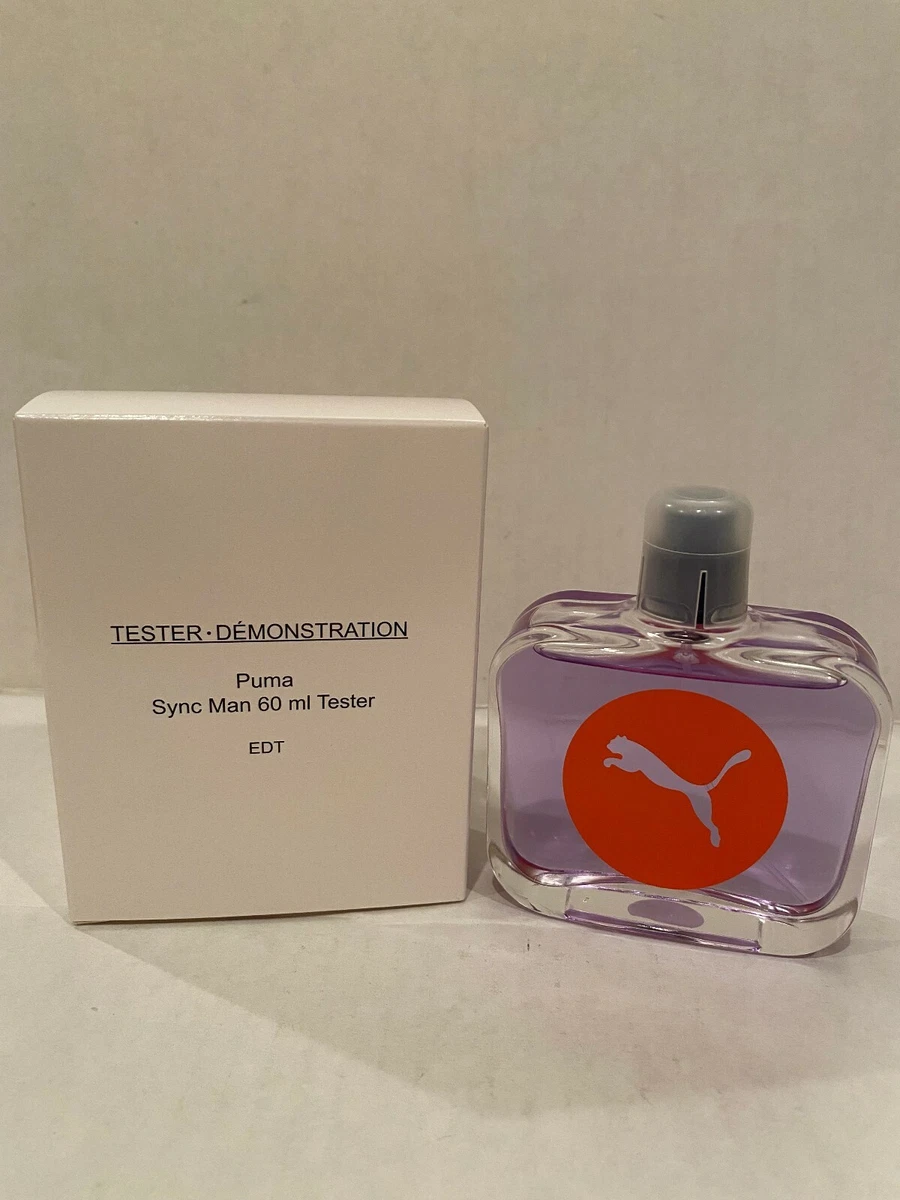 TESTER·DÉMONSTRATION
Puma
Sync Man 60 ml Tester
EDT